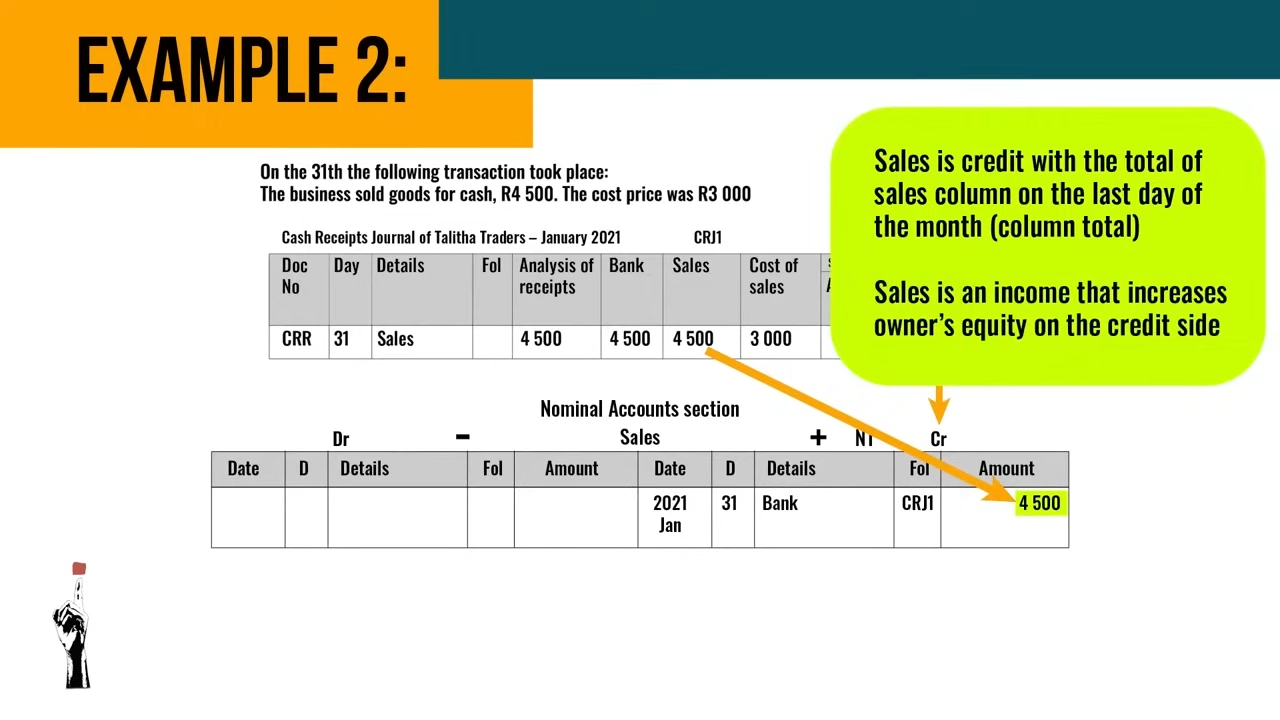 EXAMPLE 2:
On the 31th the following transaction took place:
The business sold goods for cash, R4 500. The cost price was R3 000
Sales is credit with the total of
sales column on the last day of
the month (column total)
Sales is an income that increases
owner's equity on the credit side
Cash Receipts Journal of Talitha Traders – January 2021 CRJ1
Doc No Day Details Fol Analysis of receipts Bank Sales Cost of sales
CRR 31 Sales 4 500 4 500 4 500 3 000
Nominal Accounts section
Dr - Sales + N1 Cr
Date D Details Fol Amount Date D Details Fol Amount
2021 Jan 31 Bank CRJ1 4 500